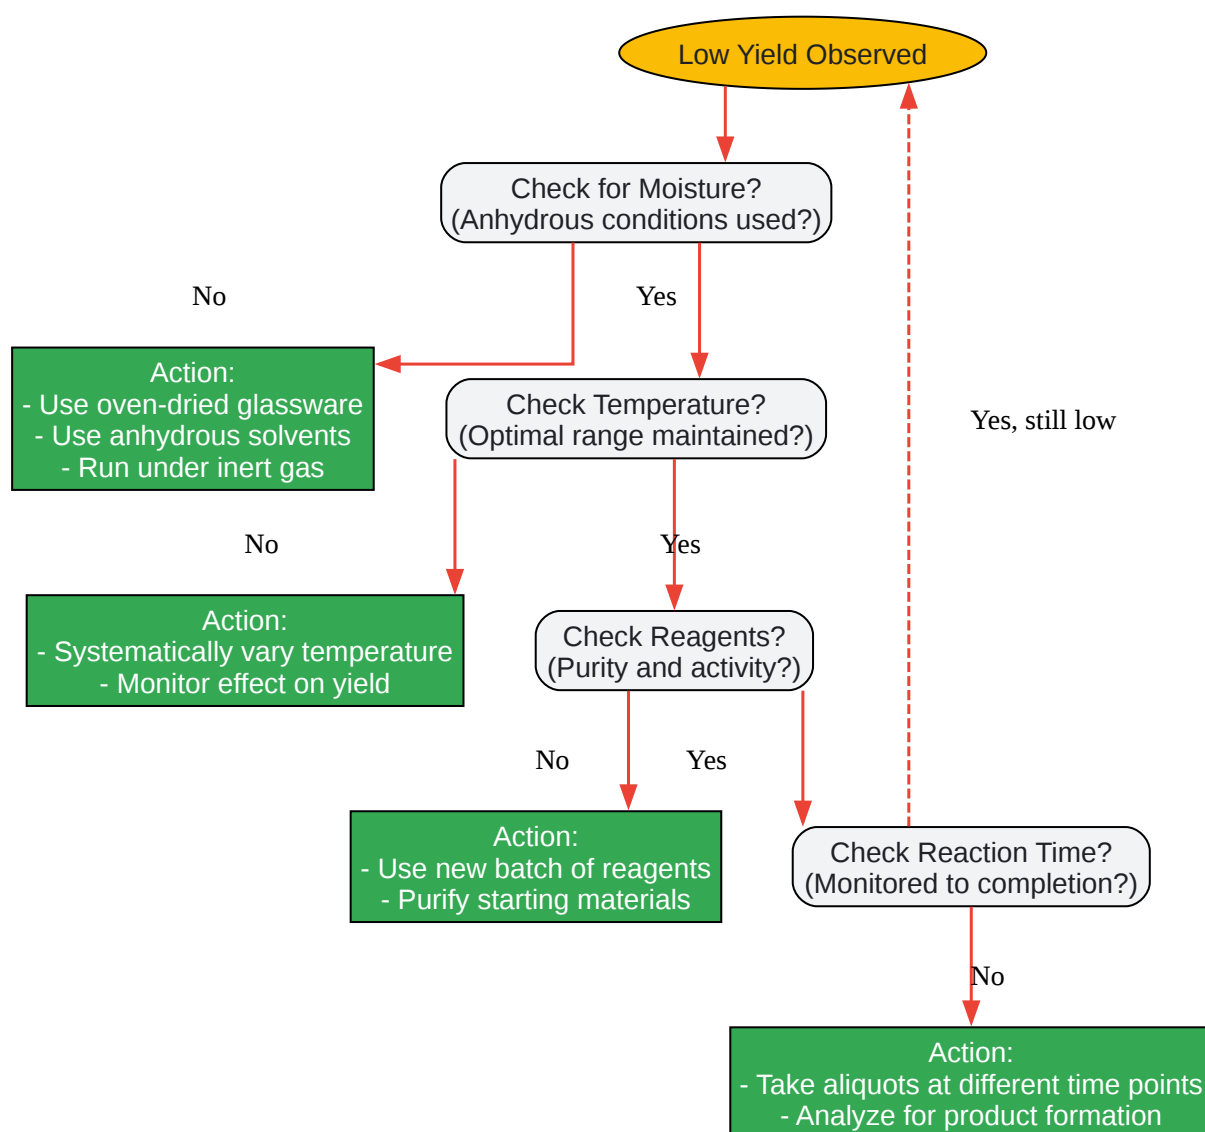 Low Yield Observed
Check for Moisture?
(Anhydrous conditions used?)
No
Yes
Action:
- Use oven-dried glassware
- Use anhydrous solvents
- Run under inert gas
Check Temperature?
(Optimal range maintained?)
Yes, still low
No
Yes
Action:
- Systematically vary temperature
- Monitor effect on yield
Check Reagents?
(Purity and activity?)
No
Yes
Action:
- Use new batch of reagents
- Purify starting materials
Check Reaction Time?
(Monitored to completion?)
No
Action:
- Take aliquots at different time points
- Analyze for product formation